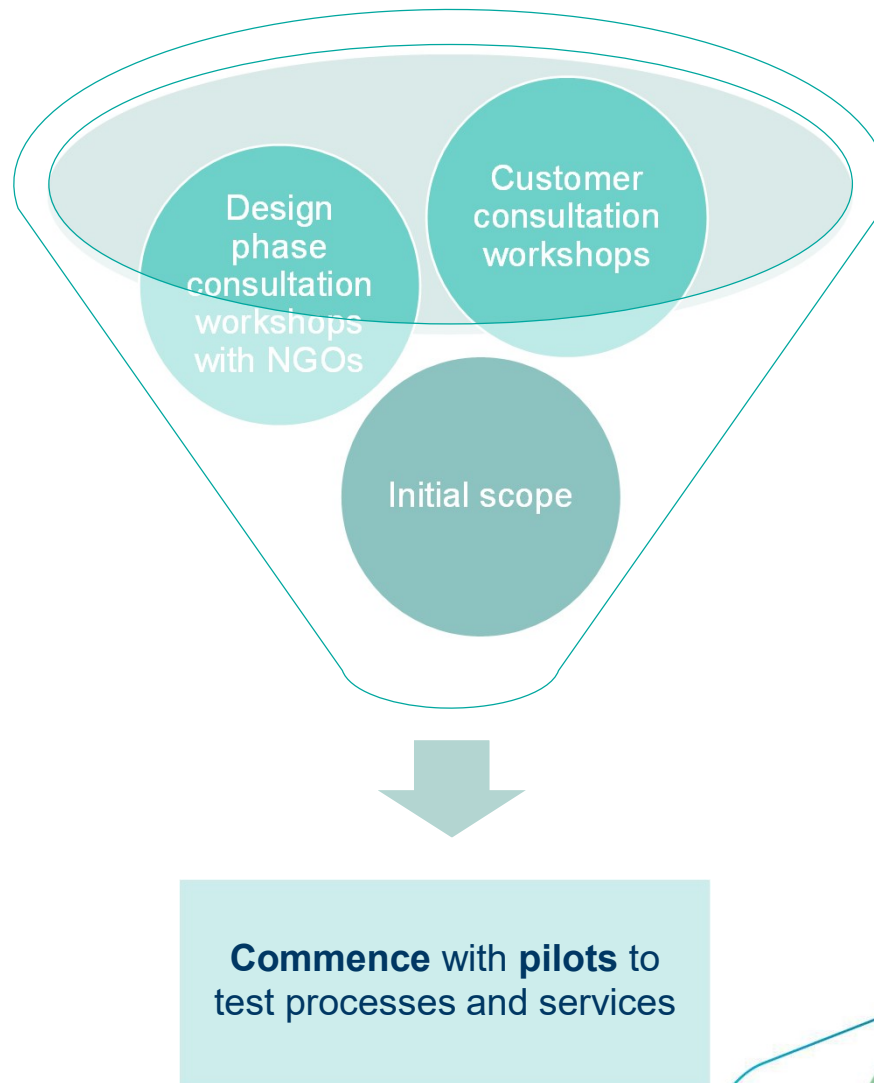 Design
phase
consultation
workshops
with NGOs
Customer
consultation
workshops
Initial scope
Commence with pilots to
test processes and services